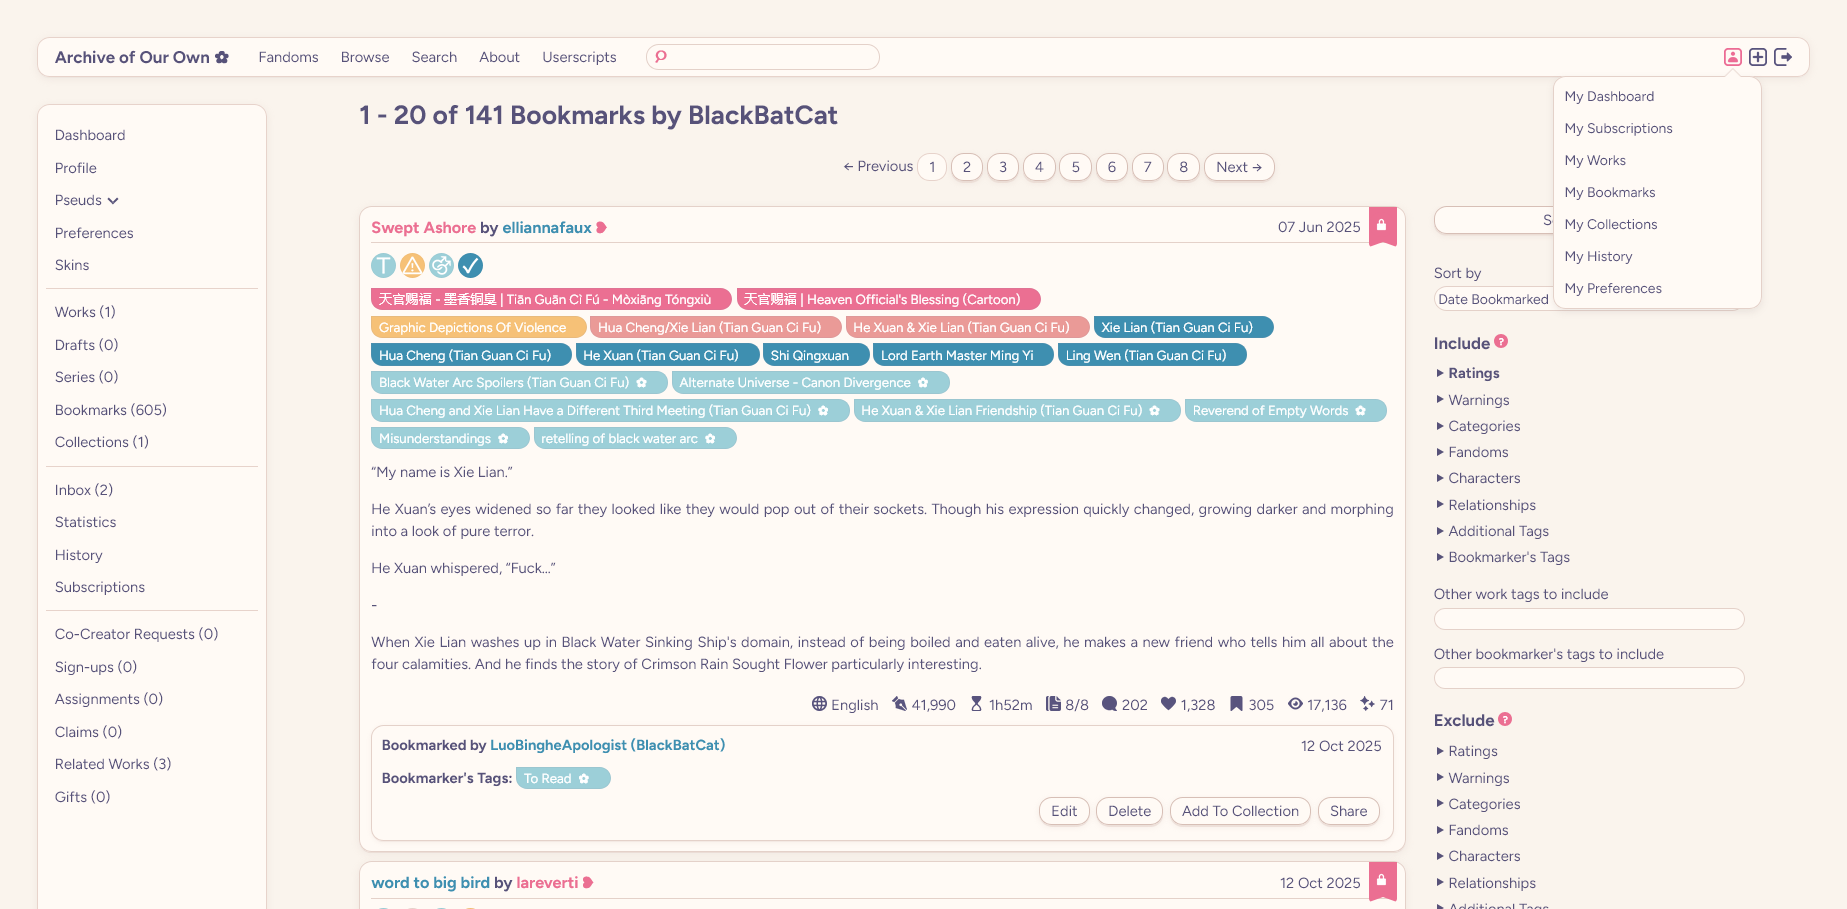 Archive of Our Own
Fandoms
Browse
Search
About
Userscripts
My Dashboard
My Subscriptions
My Works
My Bookmarks
My Collections
My History
My Preferences
Dashboard
Profile
Pseuds
Preferences
Skins
Works (1)
Drafts (0)
Series (0)
Bookmarks (605)
Collections (1)
Inbox (2)
Statistics
History
Subscriptions
Co-Creator Requests (0)
Sign-ups (0)
Assignments (0)
Claims (0)
Related Works (3)
Gifts (0)
1 - 20 of 141 Bookmarks by BlackBatCat
← Previous 1 2 3 4 5 6 7 8 Next →
Swept Ashore by elliannafaux
07 Jun 2025
T
天官赐福 - 墨香铜臭 | Tiān Guān Cì Fú - Mòxiāng Tóngxiù
天官赐福 | Heaven Official's Blessing (Cartoon)
Graphic Depictions Of Violence
Hua Cheng/Xie Lian (Tian Guan Ci Fu)
He Xuan & Xie Lian (Tian Guan Ci Fu)
Xie Lian (Tian Guan Ci Fu)
Hua Cheng (Tian Guan Ci Fu)
He Xuan (Tian Guan Ci Fu)
Shi Qingxuan
Lord Earth Master Ming Yi
Ling Wen (Tian Guan Ci Fu)
Black Water Arc Spoilers (Tian Guan Ci Fu)
Alternate Universe - Canon Divergence
Hua Cheng and Xie Lian Have a Different Third Meeting (Tian Guan Ci Fu)
He Xuan & Xie Lian Friendship (Tian Guan Ci Fu)
Reverend of Empty Words
Misunderstandings
retelling of black water arc
“My name is Xie Lian.”
He Xuan’s eyes widened so far they looked like they would pop out of their sockets. Though his expression quickly changed, growing darker and morphing
into a look of pure terror.
He Xuan whispered, “Fuck…”
-
When Xie Lian washes up in Black Water Sinking Ship's domain, instead of being boiled and eaten alive, he makes a new friend who tells him all about the
four calamities. And he finds the story of Crimson Rain Sought Flower particularly interesting.
English 41,990 1h52m 8/8 202 1,328 305 17,136 71
Bookmarked by LuoBingheApologist (BlackBatCat)
12 Oct 2025
Bookmarker's Tags: To Read
Edit
Delete
Add To Collection
Share
word to big bird by lareverti
12 Oct 2025
Sort by
Date Bookmarked
Include ?
Ratings
Warnings
Categories
Fandoms
Characters
Relationships
Additional Tags
Bookmarker's Tags
Other work tags to include
Other bookmarker's tags to include
Exclude ?
Ratings
Warnings
Categories
Fandoms
Characters
Relationships
Additional Tags